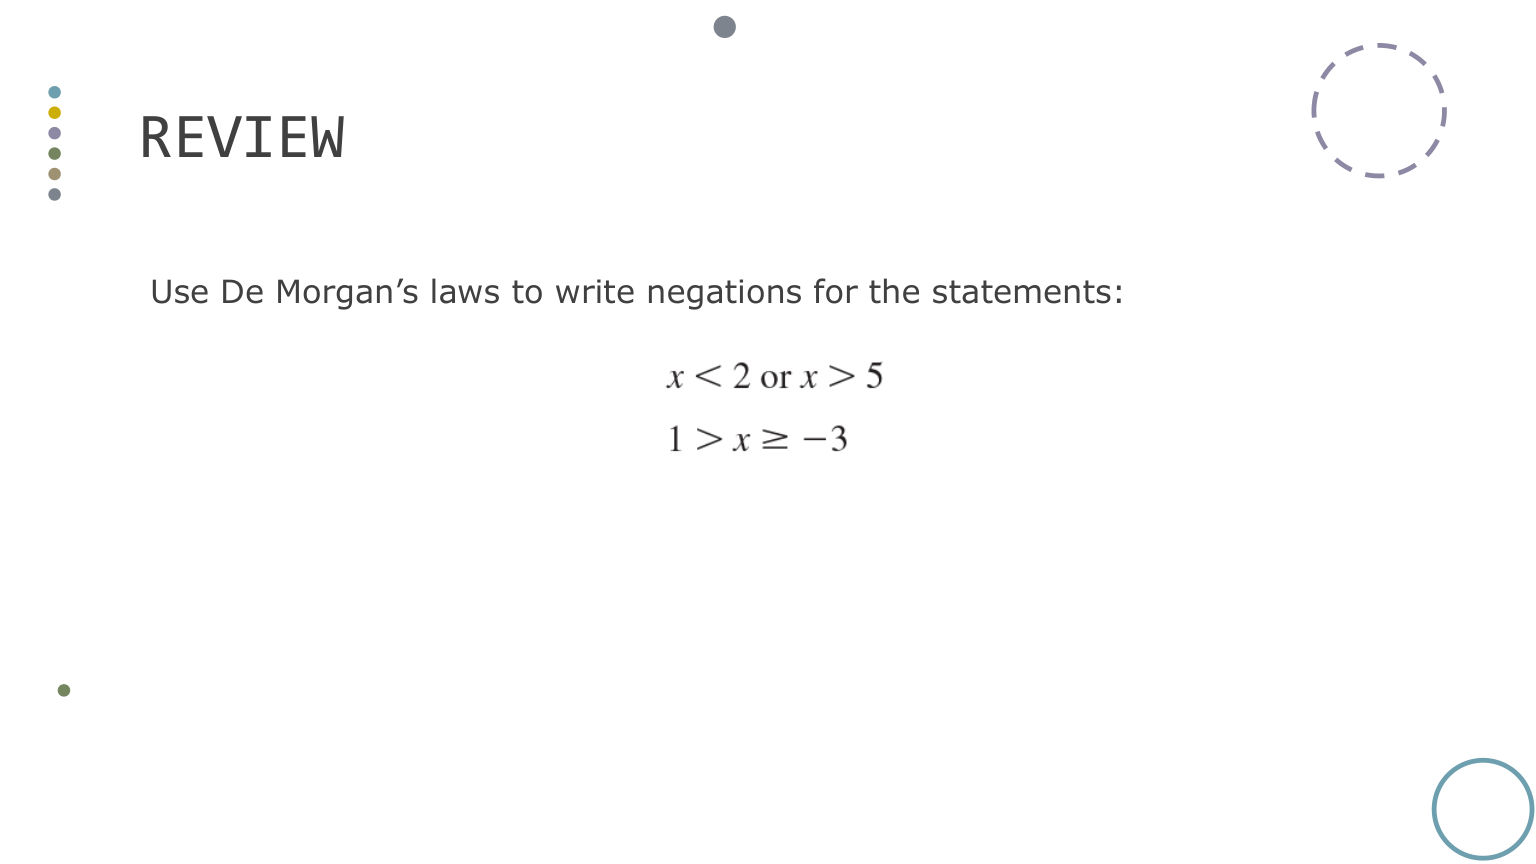 REVIEW
Use De Morgan’s laws to write negations for the statements:
x < 2 or x > 5
1 > x ≥ −3